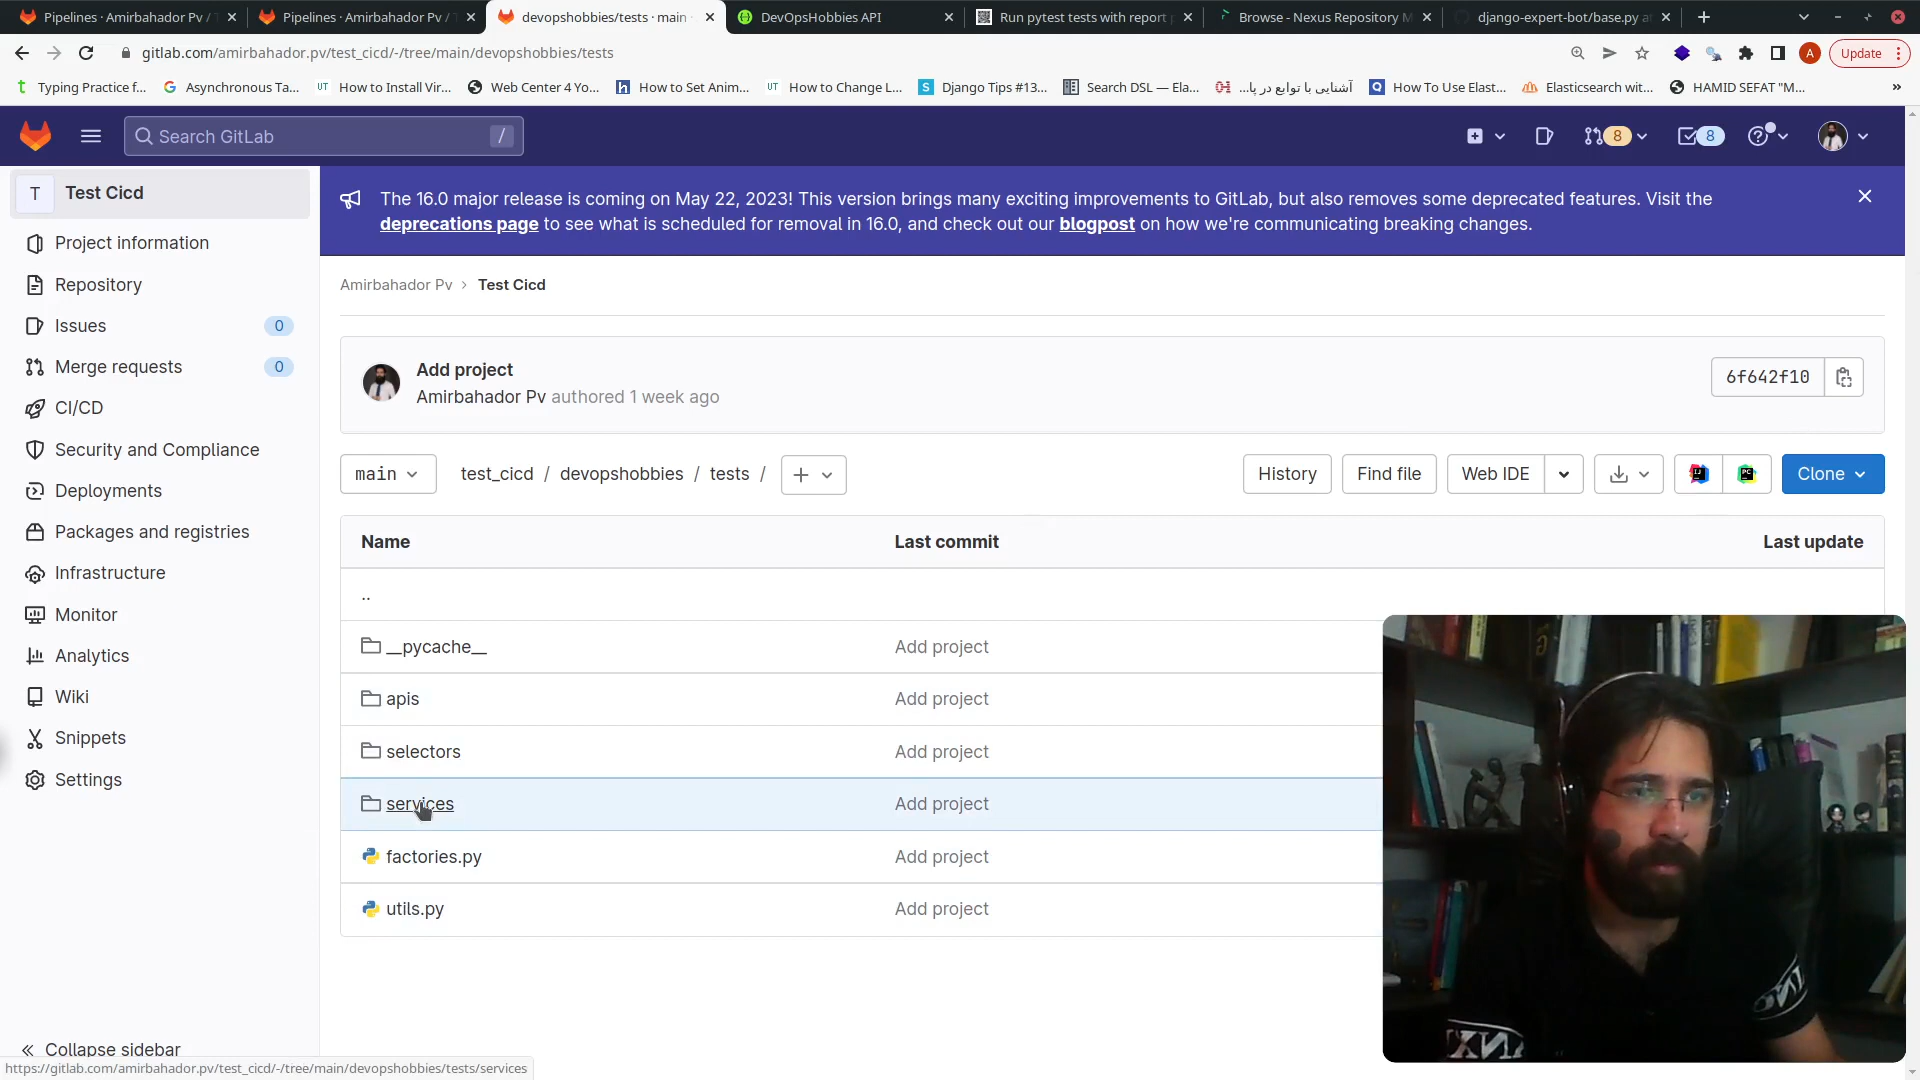 Pipelines · Amirbahador Pv /
Pipelines · Amirbahador Pv /
devopshobbies/tests · main
DevOpsHobbies API
Run pytest tests with report
Browse - Nexus Repository M
django-expert-bot/base.py a
gitlab.com/amirbahador.pv/test_cicd/-/tree/main/devopshobbies/tests
A
Update
Typing Practice f...
Asynchronous Ta...
UT How to Install Vir...
Web Center 4 Yo...
h How to Set Anim...
UT How to Change L...
S Django Tips #13...
Search DSL — Ela...
آشنایی با توابع در پا...
Q How To Use Elast...
Elasticsearch wit...
HAMID SEFAT "M...
»
Search GitLab
/
8
8
T Test Cicd
Project information
Repository
Issues 0
Merge requests 0
CI/CD
Security and Compliance
Deployments
Packages and registries
Infrastructure
Monitor
Analytics
Wiki
Snippets
Settings
Collapse sidebar
The 16.0 major release is coming on May 22, 2023! This version brings many exciting improvements to GitLab, but also removes some deprecated features. Visit the
deprecations page to see what is scheduled for removal in 16.0, and check out our blogpost on how we're communicating breaking changes.
Amirbahador Pv › Test Cicd
Add project
Amirbahador Pv authored 1 week ago
6f642f10
main
test_cicd / devopshobbies / tests /
History
Find file
Web IDE
Clone
Name Last commit Last update
..
__pycache__ Add project
apis Add project
selectors Add project
services Add project
factories.py Add project
utils.py Add project
https://gitlab.com/amirbahador.pv/test_cicd/-/tree/main/devopshobbies/tests/services